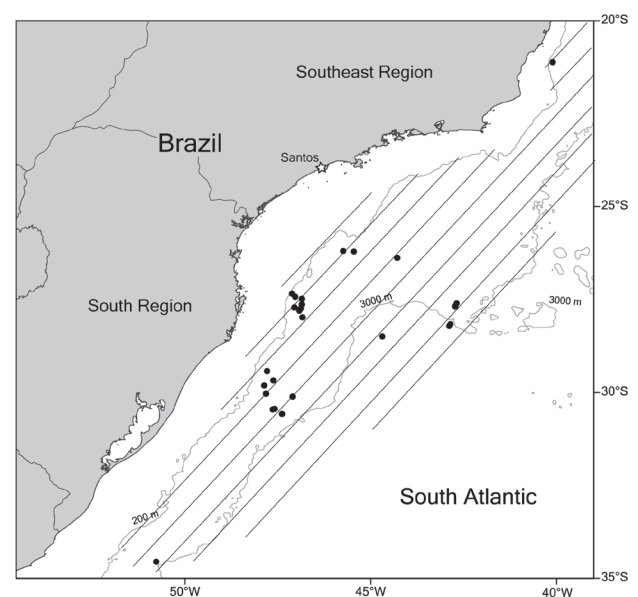 20°S
Southeast Region
Brazil
Santos
25°S
South Region
3000 m
3000 m
30°S
South Atlantic
200 m
35°S
50°W
45°W
40°W